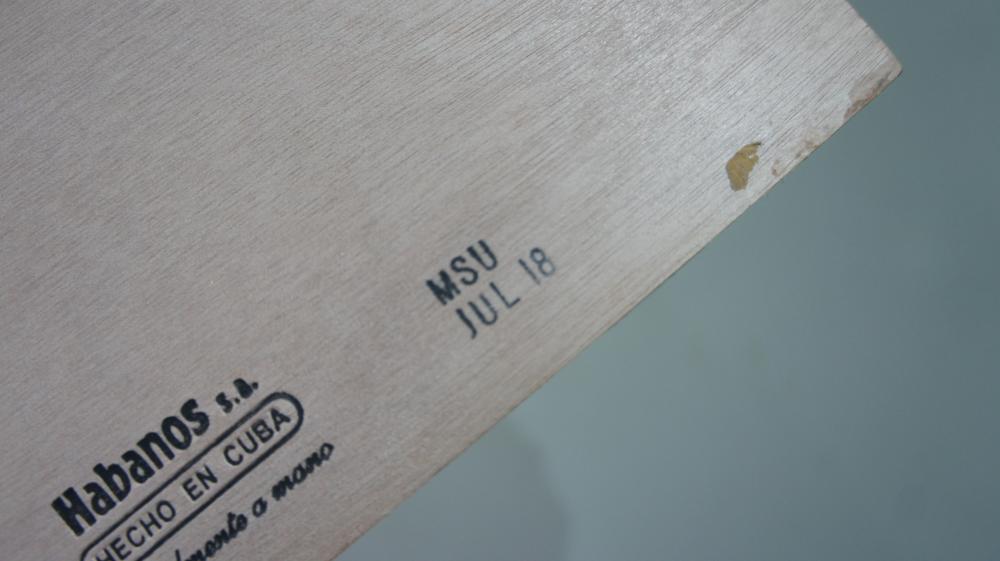 MSU
JUL 18
Habanos s.a.
HECHO EN CUBA
a mano